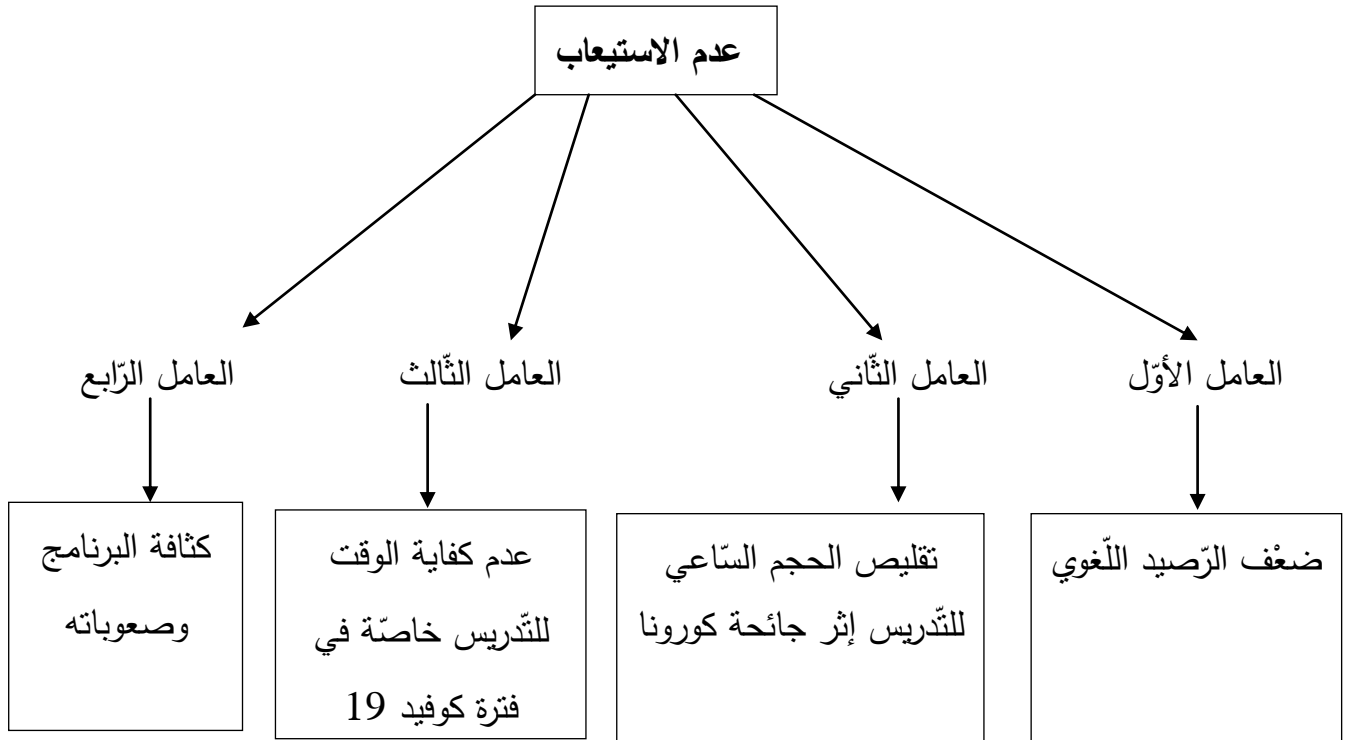 عدم الاستيعاب
العامل الأوّل
العامل الثّاني
العامل الثّالث
العامل الرّابع
ضعْف الرّصيد اللّغوي
تقليص الحجم السّاعي
للتّدريس إثر جائحة كورونا
عدم كفاية الوقت
للتّدريس خاصّة في
فترة كوفيد 19
كثافة البرنامج
وصعوباته